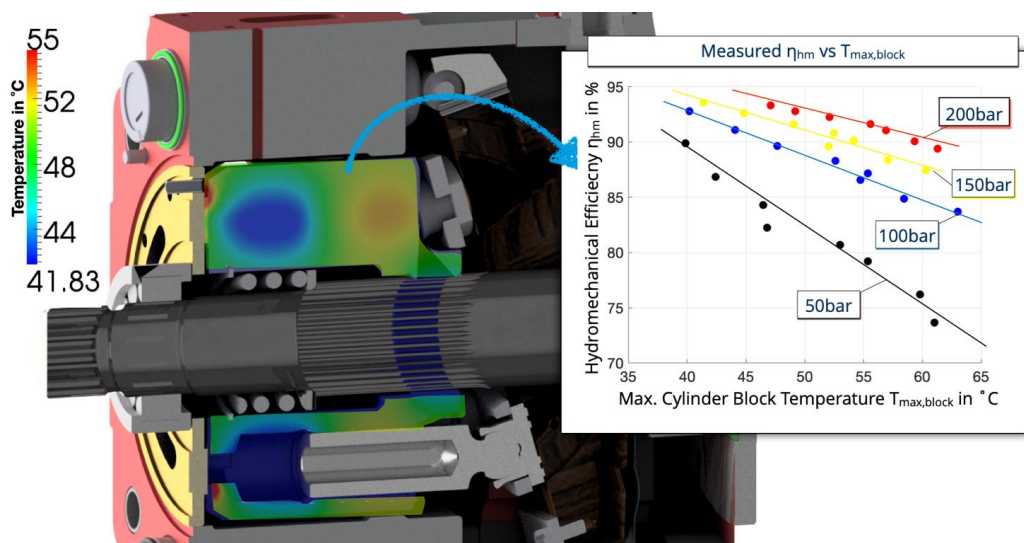 55
52
48
44
41.83
Temperature in °C
Measured ηhm vs Tmax,block
Hydromechanical Efficiecrny ηhm in %
95
90
85
80
75
70
35 40 45 50 55 60 65
Max. Cylinder Block Temperature Tmax,block in ˚C
200bar
150bar
100bar
50bar